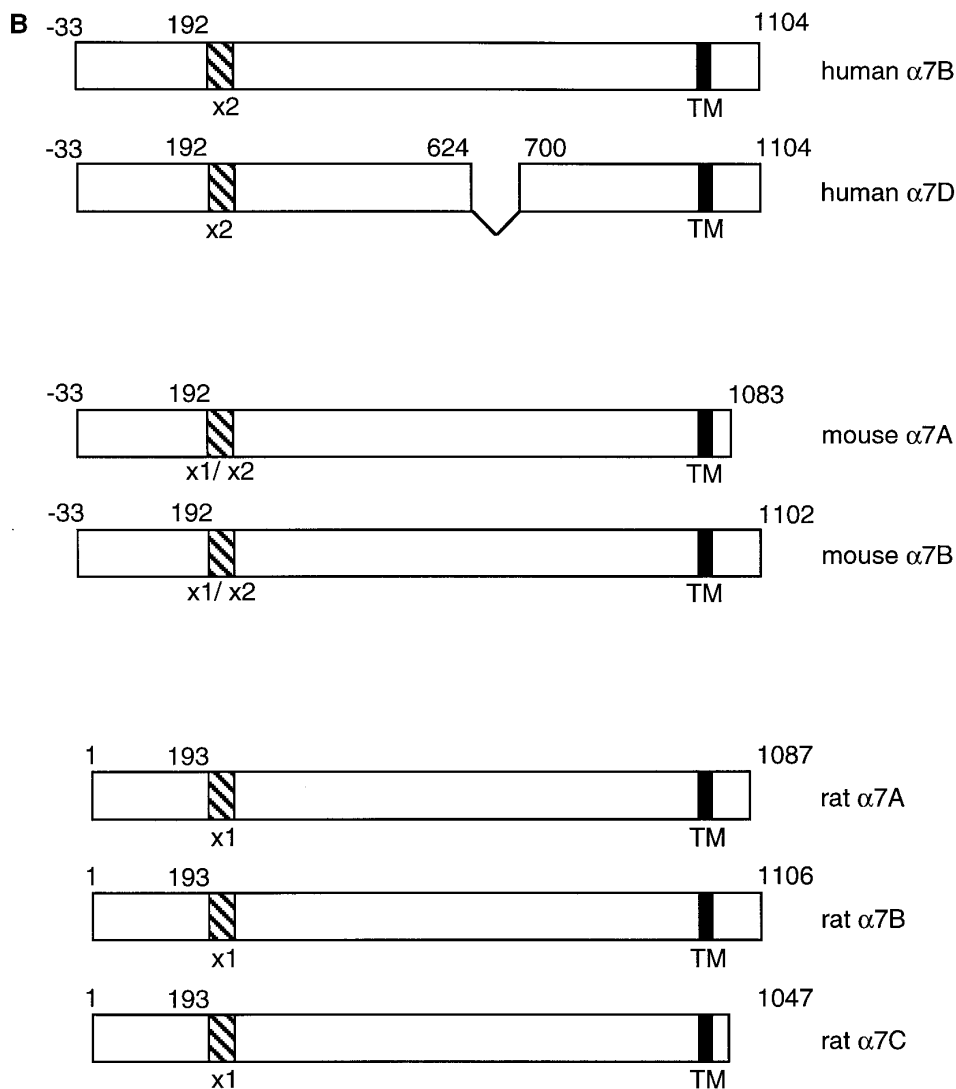 B -33 192 1104
human α7B
x2 TM
-33 192 624 700 1104
human α7D
x2 TM
-33 192 1083
mouse α7A
x1/ x2 TM
-33 192 1102
mouse α7B
x1/ x2 TM
1 193 1087
rat α7A
x1 TM
1 193 1106
rat α7B
x1 TM
1 193 1047
rat α7C
x1 TM